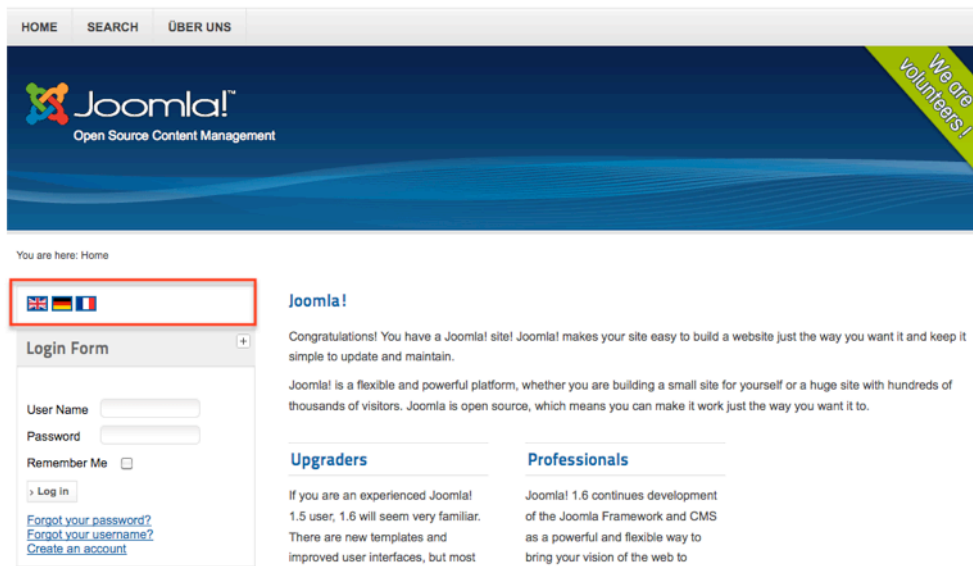 HOME SEARCH ÜBER UNS
We are
volunteers !
Joomla!™
Open Source Content Management
You are here: Home
Login Form
+
User Name
Password
Remember Me
› Log in
Forgot your password?
Forgot your username?
Create an account
Joomla!
Congratulations! You have a Joomla! site! Joomla! makes your site easy to build a website just the way you want it and keep it
simple to update and maintain.
Joomla! is a flexible and powerful platform, whether you are building a small site for yourself or a huge site with hundreds of
thousands of visitors. Joomla is open source, which means you can make it work just the way you want it to.
Upgraders
If you are an experienced Joomla!
1.5 user, 1.6 will seem very familiar.
There are new templates and
improved user interfaces, but most
Professionals
Joomla! 1.6 continues development
of the Joomla Framework and CMS
as a powerful and flexible way to
bring your vision of the web to